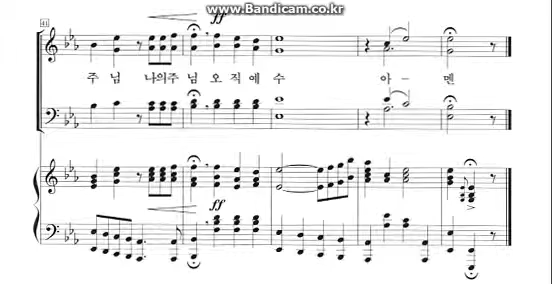 www.Bandicam.co.kr
41
ff
주 님 나의주 님 오 직 예 수 아 - 멘
ff